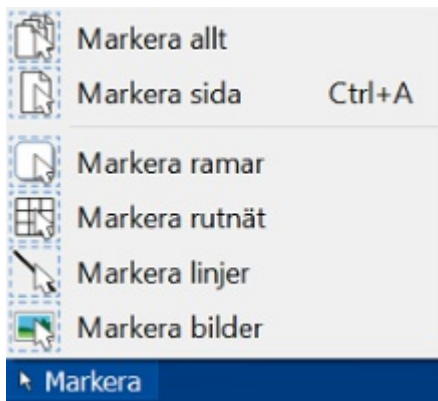 Markera allt
Markera sida Ctrl+A
Markera ramar
Markera rutnät
Markera linjer
Markera bilder
Markera